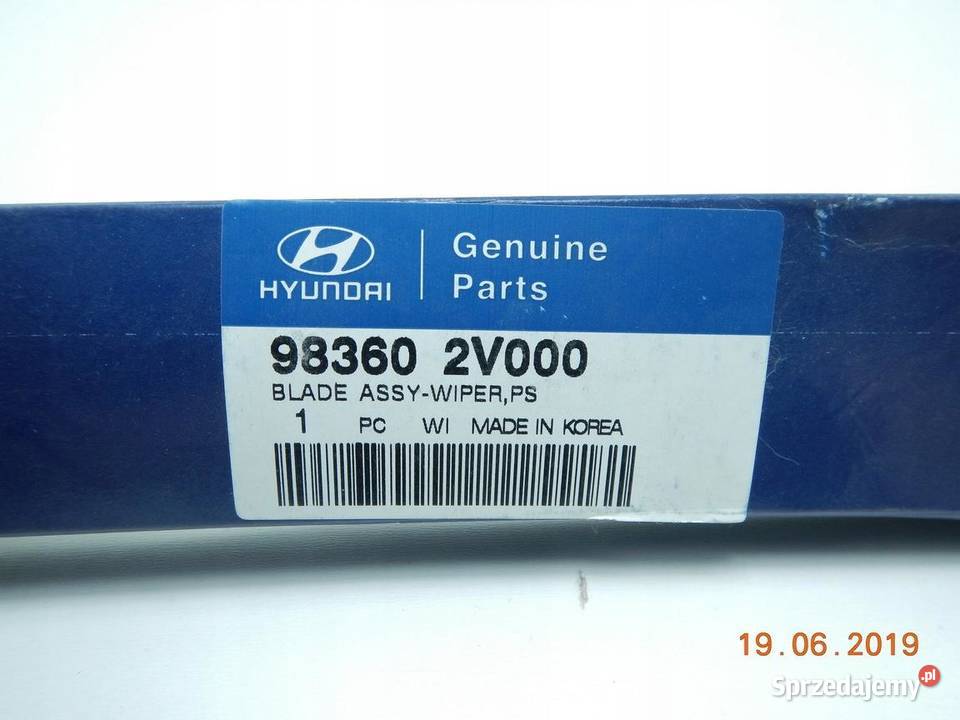 HYUNDAI
Genuine
Parts
98360 2V000
BLADE ASSY-WIPER,PS
1 PC WI MADE IN KOREA
19.06.2019
Sprzedajemy.pl